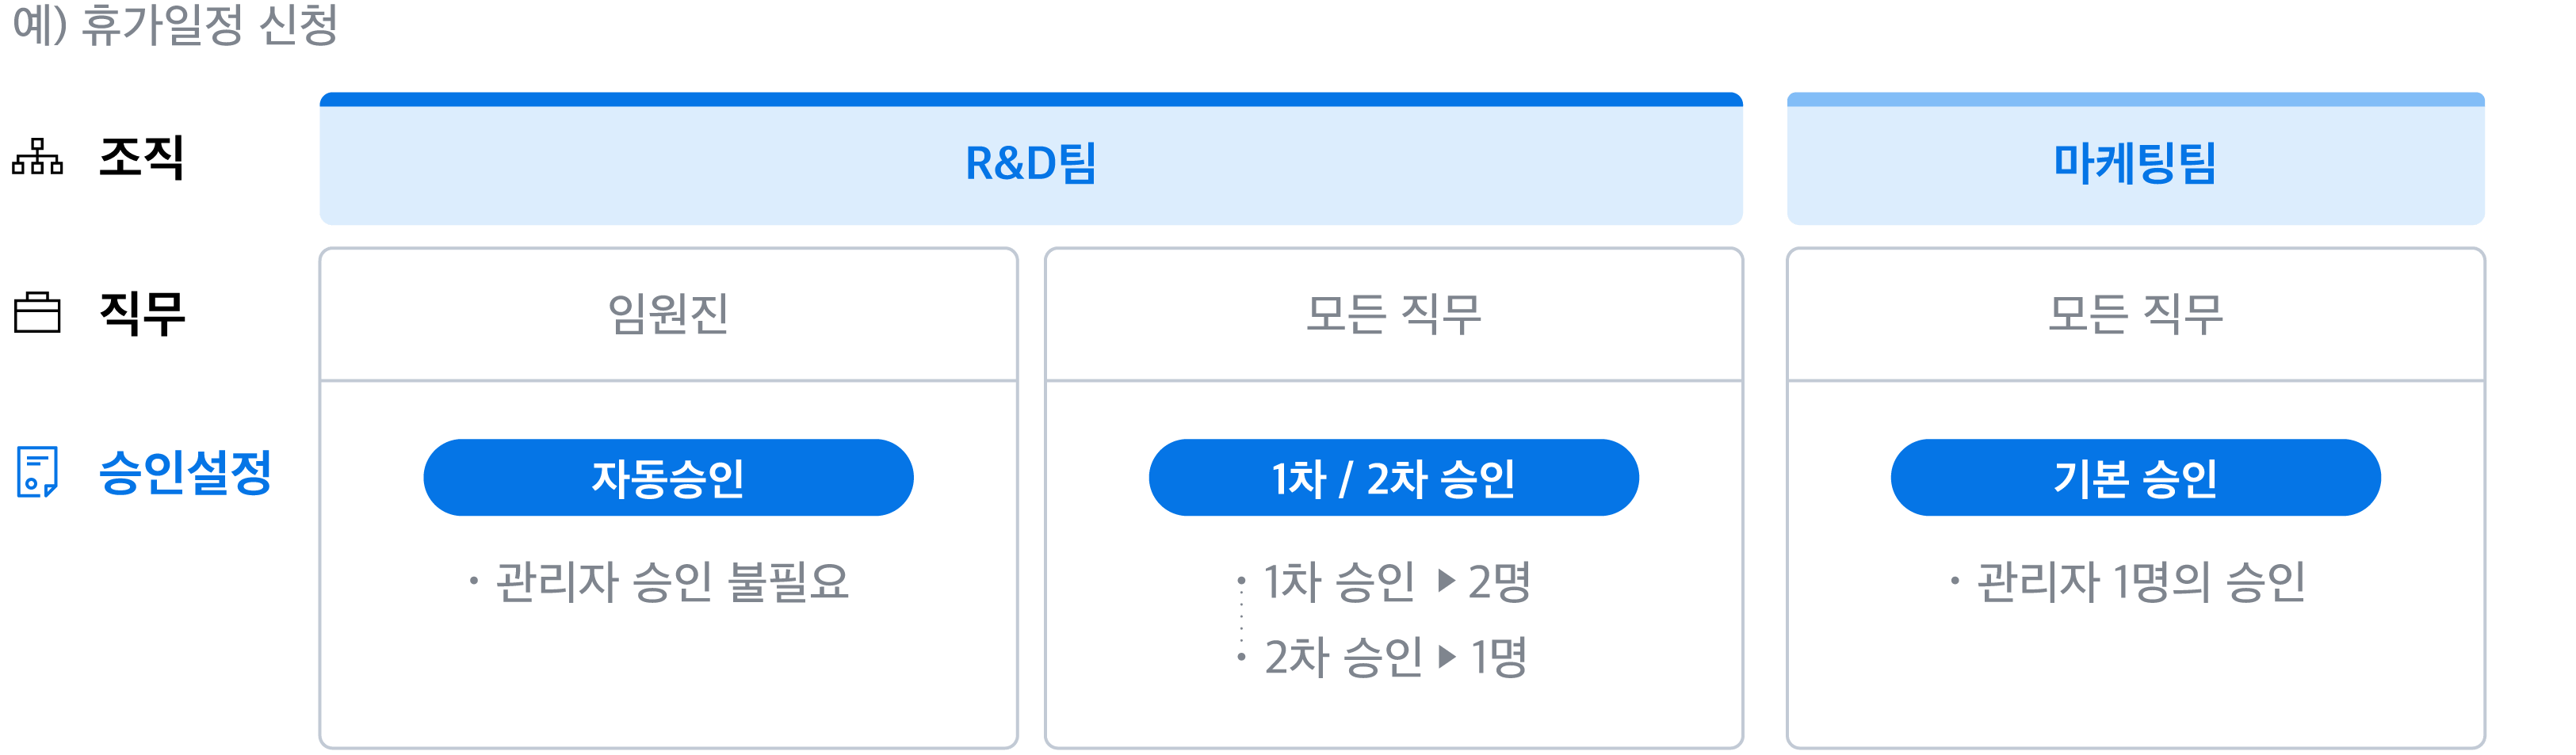 예) 휴가일정 신청
조직
R&D팀
마케팅팀
직무
임원진
모든 직무
모든 직무
승인설정
자동승인
1차 / 2차 승인
기본 승인
• 관리자 승인 불필요
• 1차 승인 ▶ 2명
• 2차 승인 ▶ 1명
• 관리자 1명의 승인